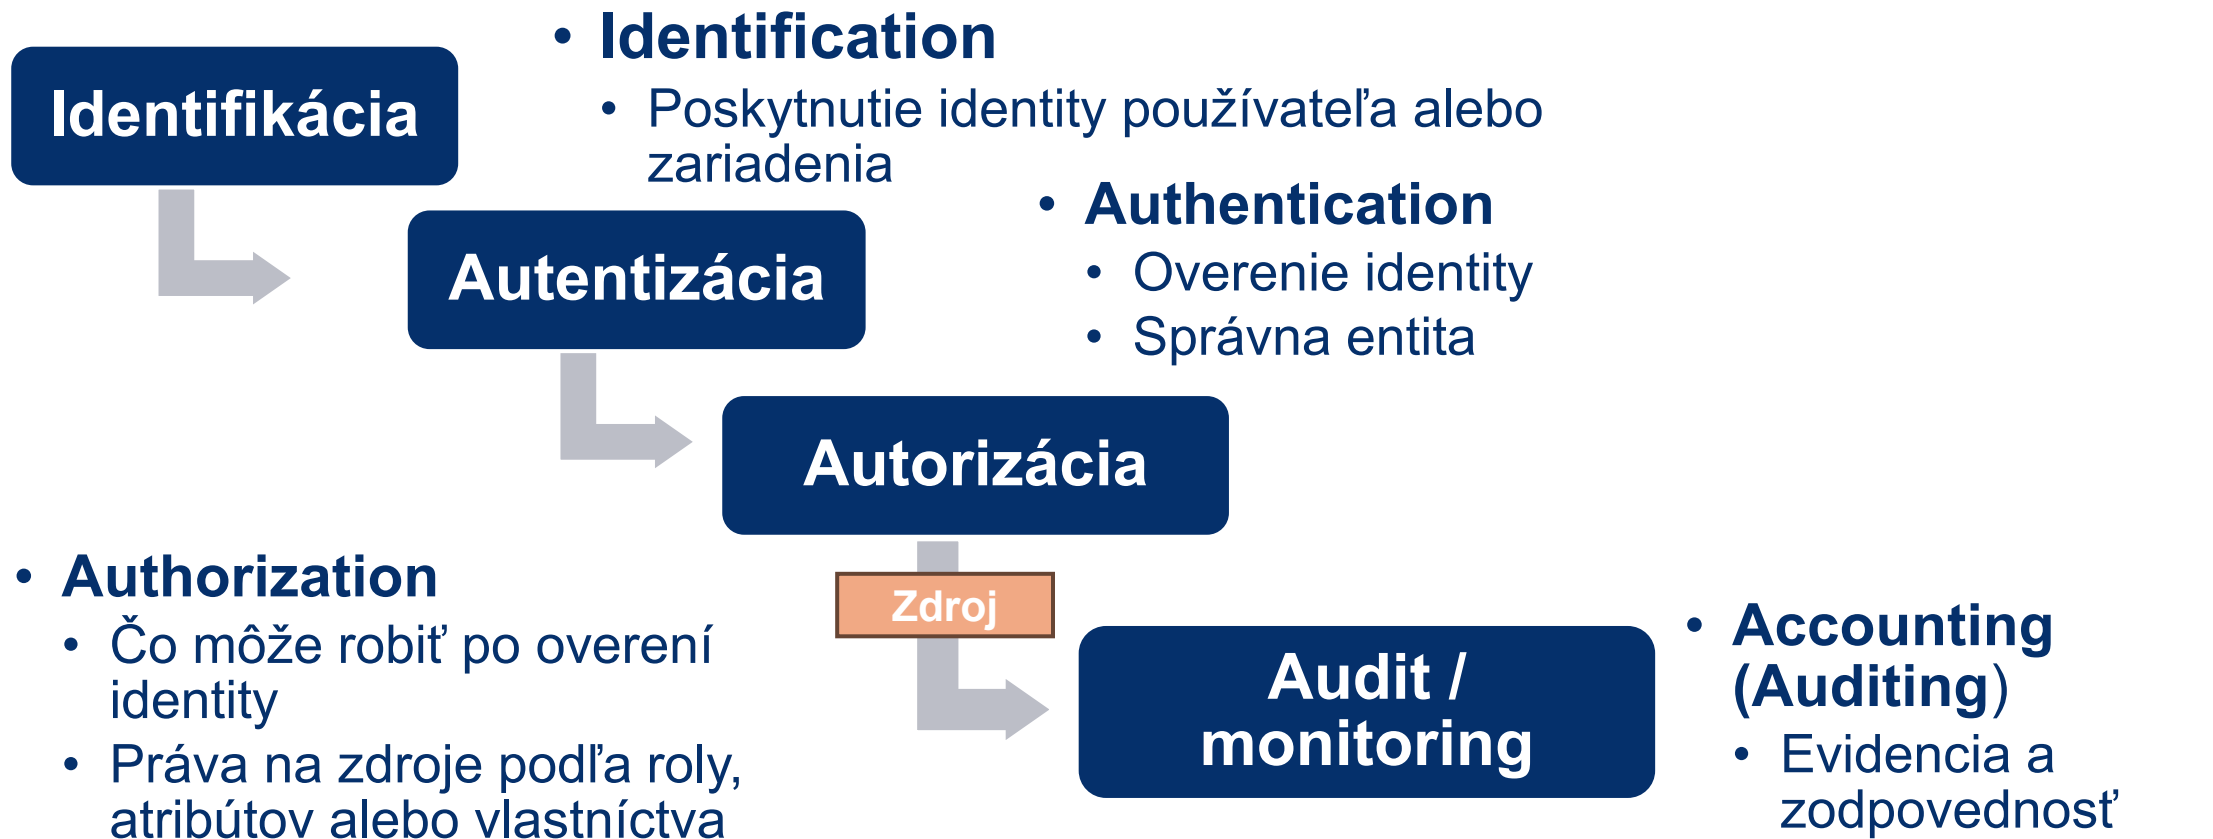 Identifikácia
• Identification
• Poskytnutie identity používateľa alebo
zariadenia
Autentizácia
• Authentication
• Overenie identity
• Správna entita
Autorizácia
• Authorization
• Čo môže robiť po overení
identity
• Práva na zdroje podľa roly,
atribútov alebo vlastníctva
Zdroj
Audit /
monitoring
• Accounting
(Auditing)
• Evidencia a
zodpovednosť